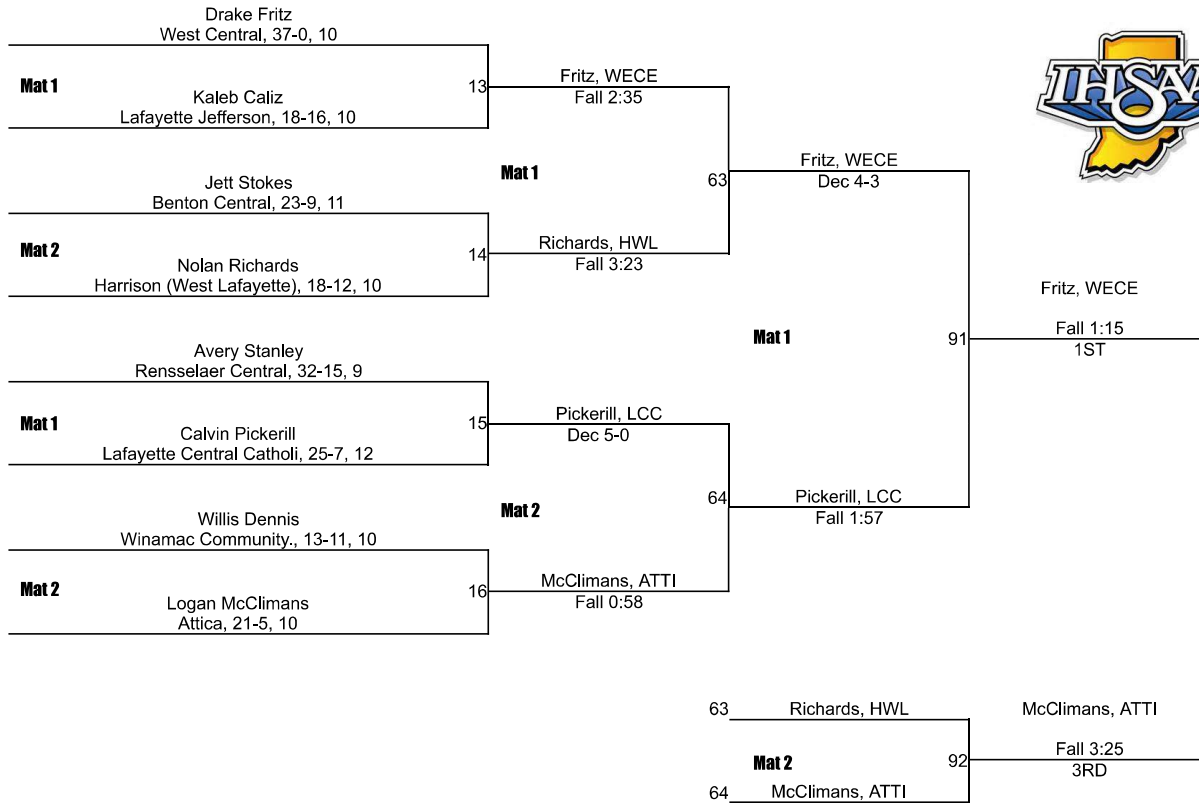 Drake Fritz
West Central, 37-0, 10
Mat 1
13
Kaleb Caliz
Lafayette Jefferson, 18-16, 10
Fritz, WECE
Fall 2:35
Jett Stokes
Benton Central, 23-9, 11
Mat 2
14
Nolan Richards
Harrison (West Lafayette), 18-12, 10
Richards, HWL
Fall 3:23
Mat 1
63
Fritz, WECE
Dec 4-3
Avery Stanley
Rensselaer Central, 32-15, 9
Mat 1
15
Calvin Pickerill
Lafayette Central Catholi, 25-7, 12
Pickerill, LCC
Dec 5-0
Willis Dennis
Winamac Community., 13-11, 10
Mat 2
16
Logan McClimans
Attica, 21-5, 10
McClimans, ATTI
Fall 0:58
Mat 2
64
Pickerill, LCC
Fall 1:57
Mat 1
91
Fritz, WECE
Fall 1:15
1ST
IHSAA
63
Richards, HWL
Mat 2
92
64
McClimans, ATTI
McClimans, ATTI
Fall 3:25
3RD